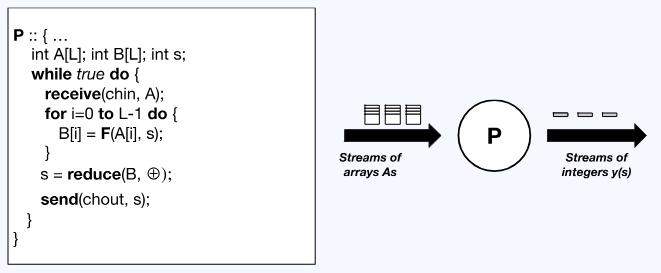 P :: { ...
int A[L]; int B[L]; int s;
while true do {
receive(chin, A);
for i=0 to L-1 do {
B[i] = F(A[i], s);
}
s = reduce(B, ⊕);
send(chout, s);
}
}
Streams of
arrays As
P
Streams of
integers y(s)